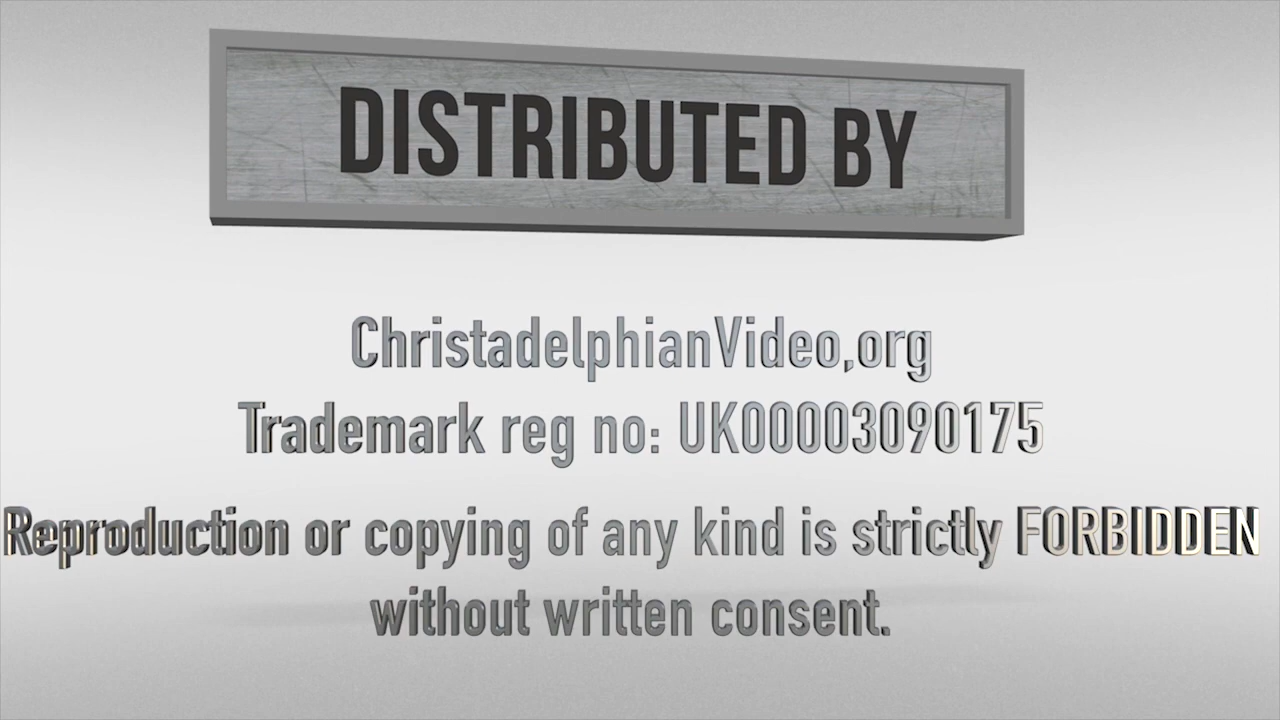 DISTRIBUTED BY
ChristadelphianVideo,org
Trademark reg no: UK00003090175
Reproduction or copying of any kind is strictly FORBIDDEN
without written consent.